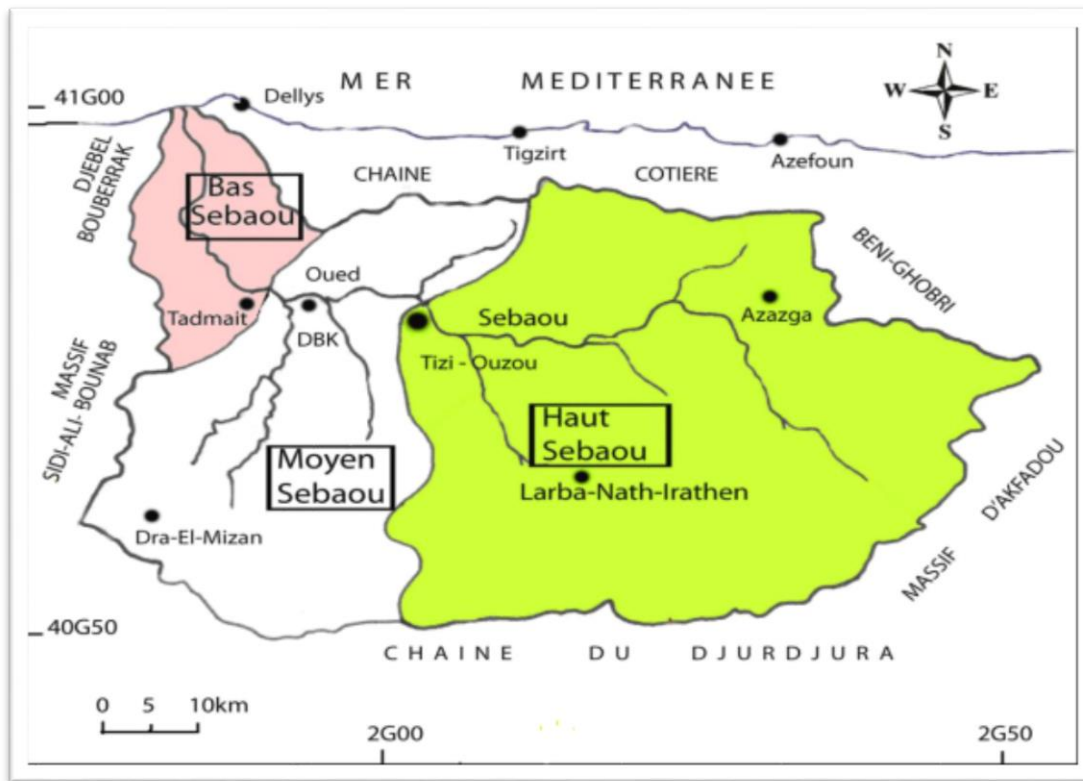 N
W E
S
MER MEDITERRANEE
41G00
Dellys
Tigzirt
Azefoun
DJEBEL
BOUBERRAK
CHAINE COTIERE
Bas
Sebaou
BENI-GHOBRI
Oued
Tadmait
DBK
Sebaou
Azazga
Tizi - Ouzou
MASSIF
SIDI-ALI- BOUNAB
Haut
Sebaou
Moyen
Sebaou
Larba-Nath-Irathen
D'AKFADOU
MASSIF
Dra-El-Mizan
40G50
CHAINE DU DJURDJURA
0 5 10km
2G00
2G50